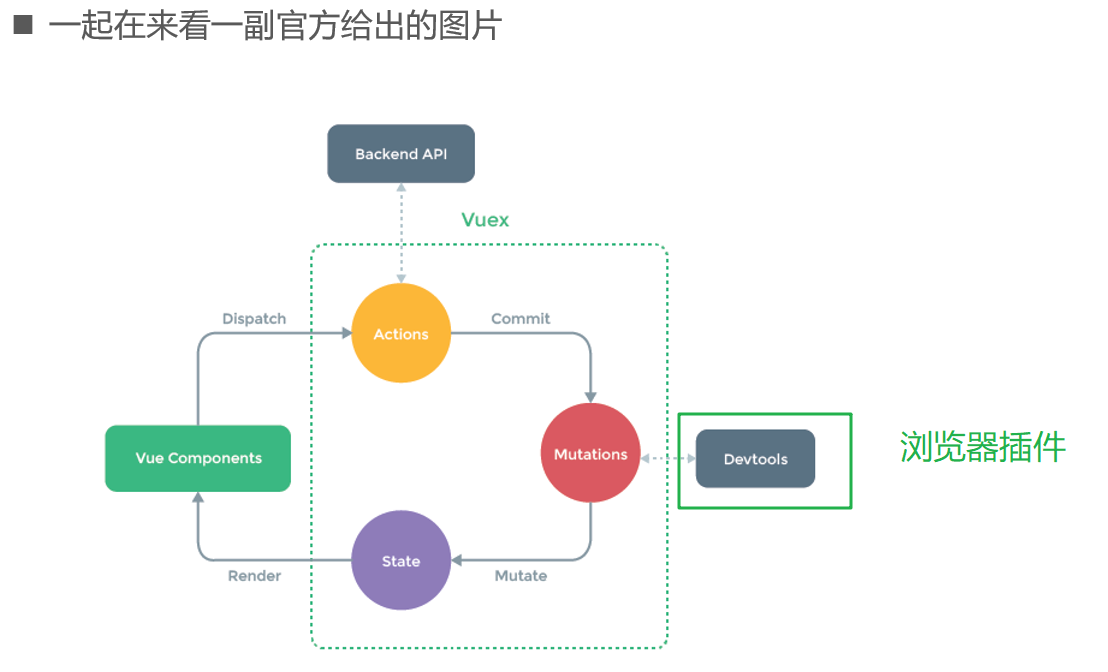 ■ 一起在来看一副官方给出的图片
Backend API
Vuex
Dispatch
Actions
Commit
Vue Components
Mutations
Devtools
浏览器插件
State
Render
Mutate